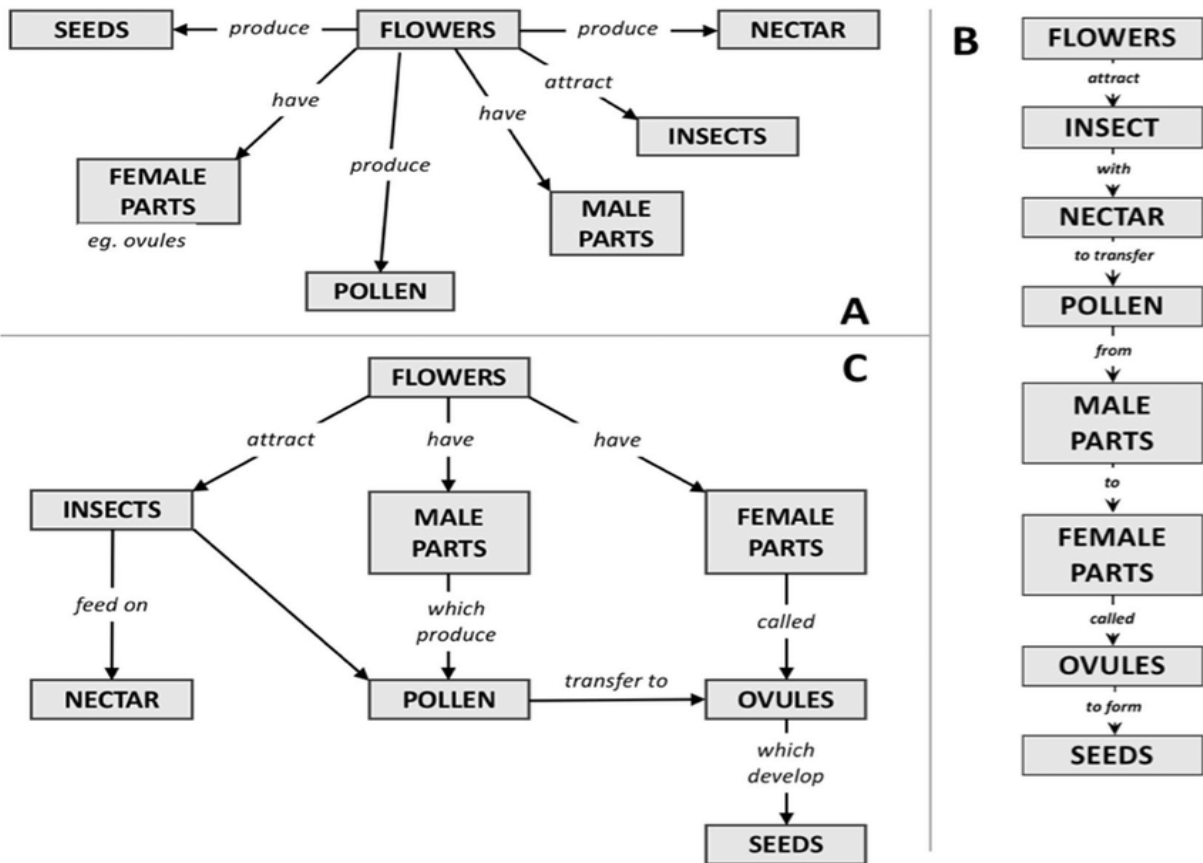 SEEDS produce FLOWERS produce NECTAR
have
attract
have
INSECTS
produce
FEMALE
PARTS
eg. ovules
MALE
PARTS
POLLEN
A
B
FLOWERS
attract
INSECT
with
NECTAR
to transfer
POLLEN
from
MALE
PARTS
to
FEMALE
PARTS
called
OVULES
to form
SEEDS
C
FLOWERS
attract have have
INSECTS
MALE
PARTS
FEMALE
PARTS
feed on
which
produce
called
NECTAR
POLLEN transfer to OVULES
which
develop
SEEDS